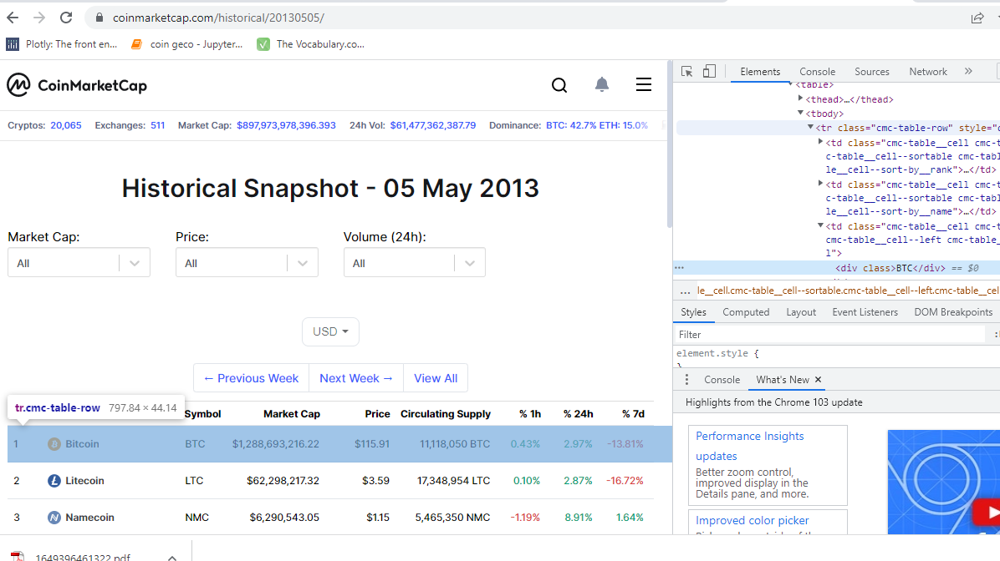 coinmarketcap.com/historical/20130505/
Plotly: The front en... coin geco - Jupyter... The Vocabulary.co...
CoinMarketCap
Cryptos: 20,065 Exchanges: 511 Market Cap: $897,973,978,396.393 24h Vol: $61,477,362,387.79 Dominance: BTC: 42.7% ETH: 15.0%
Historical Snapshot - 05 May 2013
Market Cap: Price: Volume (24h):
All All All
USD
← Previous Week Next Week → View All
tr.cmc-table-row 797.84 × 44.14
Symbol Market Cap Price Circulating Supply % 1h % 24h % 7d
1 Bitcoin BTC $1,288,693,216.22 $115.91 11,118,050 BTC 0.43% 2.97% -13.81%
2 Litecoin LTC $62,298,217.32 $3.59 17,348,954 LTC 0.10% 2.87% -16.72%
3 Namecoin NMC $6,290,543.05 $1.15 5,465,350 NMC -1.19% 8.91% 1.64%
1649396461322.pdf
Elements Console Sources Network »
<table>
<thead>…</thead>
<tbody>
<tr class="cmc-table-row" style="
<td class="cmc-table__cell cmc-t
c-table__cell--sortable cmc-tabl
le__cell--sort-by__rank">…</td>
<td class="cmc-table__cell cmc-t
c-table__cell--sortable cmc-tabl
le__cell--sort-by__name">…</td>
<td class="cmc-table__cell cmc-t
cmc-table__cell--left cmc-table_
l">
<div class>BTC</div> == $0
... le__cell.cmc-table__cell--sortable.cmc-table__cell--left.cmc-table__cel
Styles Computed Layout Event Listeners DOM Breakpoints
Filter
element.style {
}
Console What's New ×
Highlights from the Chrome 103 update
Performance Insights
updates
Better zoom control,
improved display in the
Details pane, and more.
Improved color picker